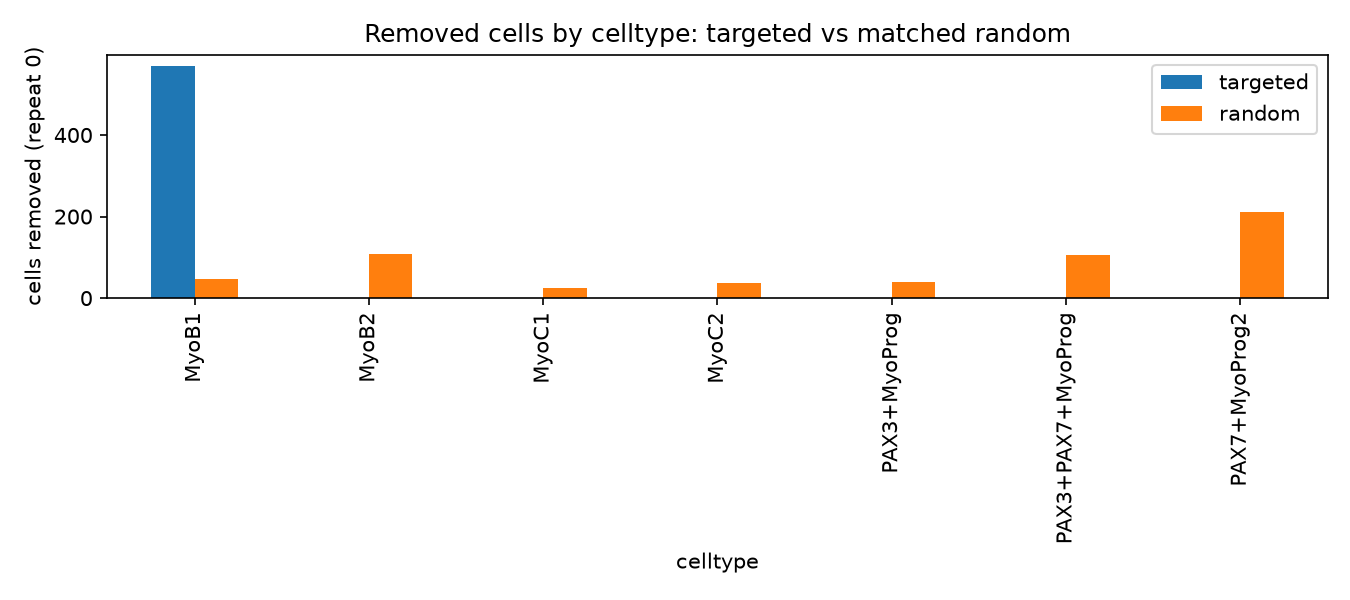 Removed cells by celltype: targeted vs matched random
cells removed (repeat 0)
400
200
0
targeted
random
MyoB1
MyoB2
MyoC1
MyoC2
PAX3+MyoProg
PAX3+PAX7+MyoProg
PAX7+MyoProg2
celltype